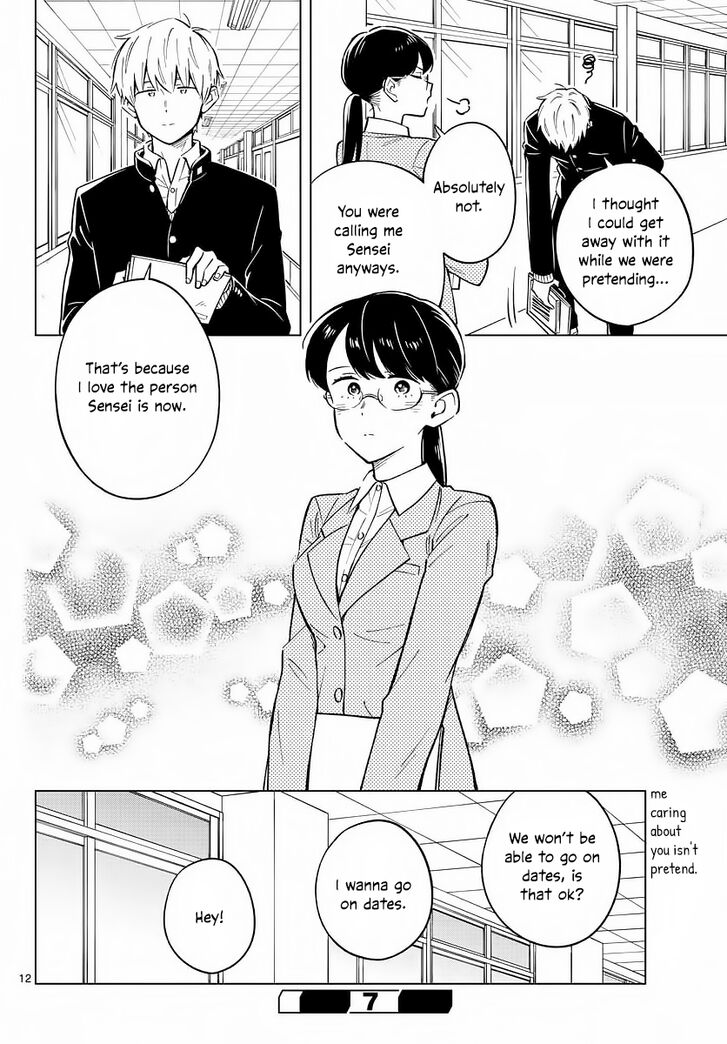 I thought
I could get
away with it
while we were
pretending...
Absolutely
not.
You were
calling me
Sensei
anyways.
That's because
I love the person
Sensei is now.
me
caring
about
you isn't
pretend.
We won't be
able to go on
dates, is
that ok?
I wanna go
on dates.
Hey!
12
7